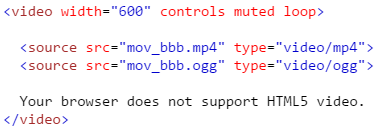 <video width="600" controls muted loop>
<source src="mov_bbb.mp4" type="video/mp4">
<source src="mov_bbb.ogg" type="video/ogg">
Your browser does not support HTML5 video.
</video>